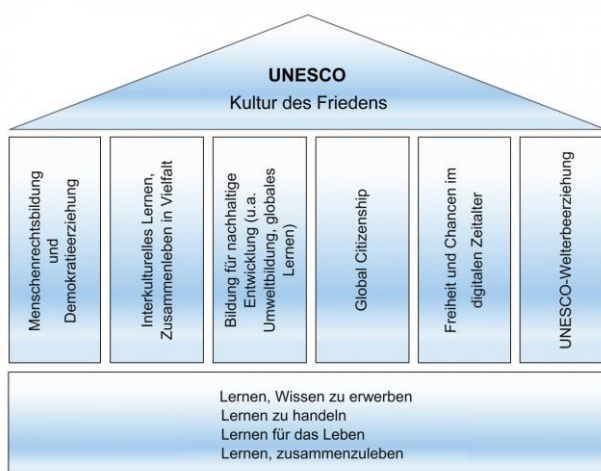 UNESCO
Kultur des Friedens
Menschenrechtsbildung
und
Demokratieerziehung
Interkulturelles Lernen,
Zusammenleben in Vielfalt
Bildung für nachhaltige
Entwicklung (u.a.
Umweltbildung, globales
Lernen)
Global Citizenship
Freiheit und Chancen im
digitalen Zeitalter
UNESCO-Welterbeerziehung
Lernen, Wissen zu erwerben
Lernen zu handeln
Lernen für das Leben
Lernen, zusammenzuleben